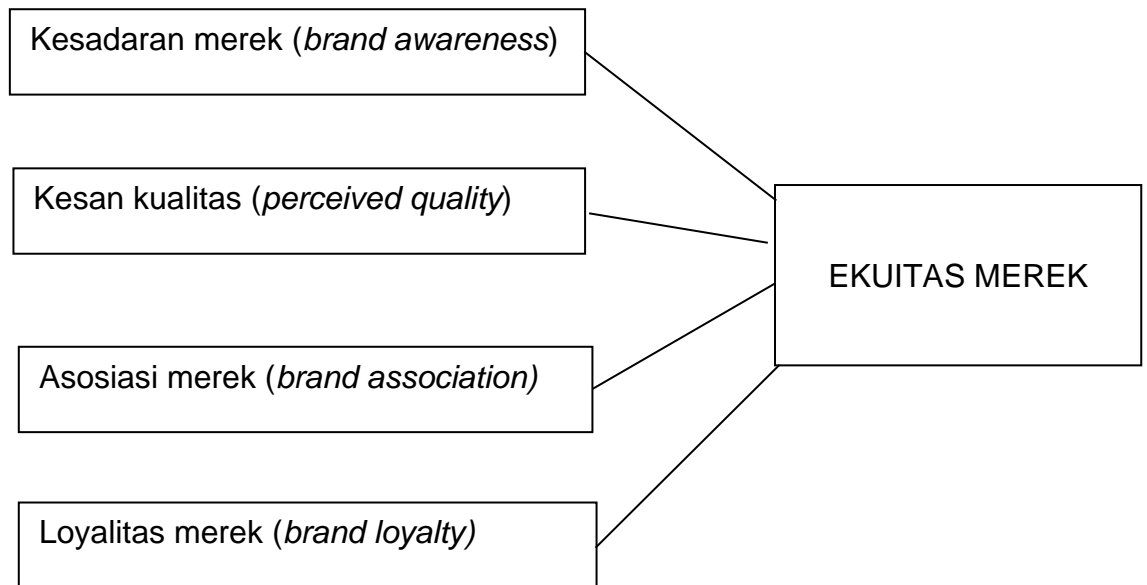 Kesadaran merek (brand awareness)
Kesan kualitas (perceived quality)
EKUITAS MEREK
Asosiasi merek (brand association)
Loyalitas merek (brand loyalty)